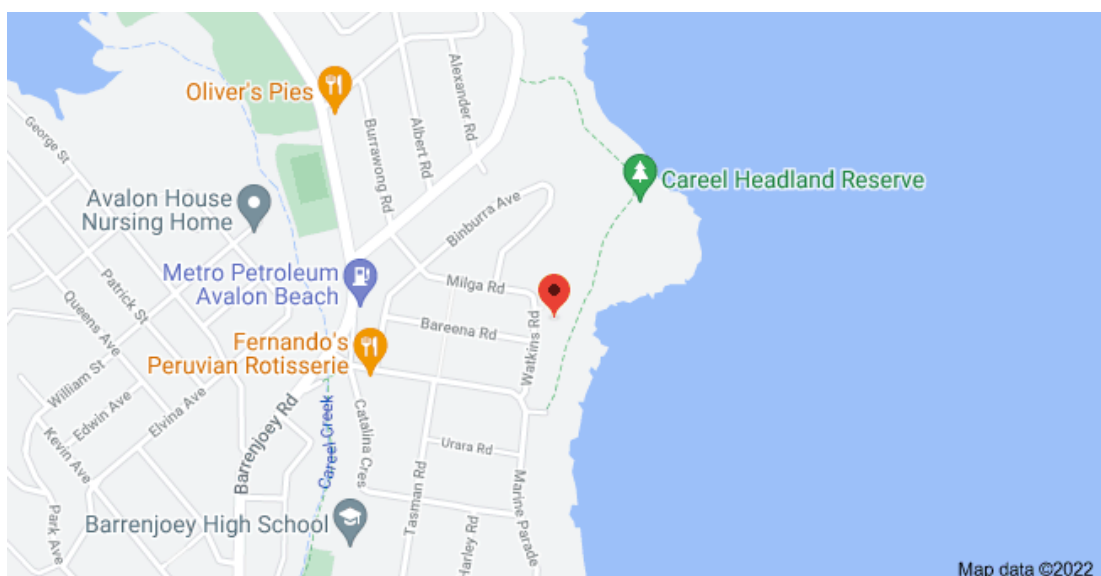 Oliver's Pies
Alexander Rd
Albert Rd
Burrawong Rd
George St
Careel Headland Reserve
Avalon House
Nursing Home
Binburra Ave
Metro Petroleum
Avalon Beach
Milga Rd
Patrick St
Queens Ave
Bareena Rd
Watkins Rd
Fernando's
Peruvian Rotisserie
William St
Edwin Ave
Elvina Ave
Kevin Ave
Barrenjoey Rd
Careel Creek
Catalina Cres
Urara Rd
Tasman Rd
Marine Parade
Barrenjoey High School
Park Ave
Harley Rd
Map data ©2022